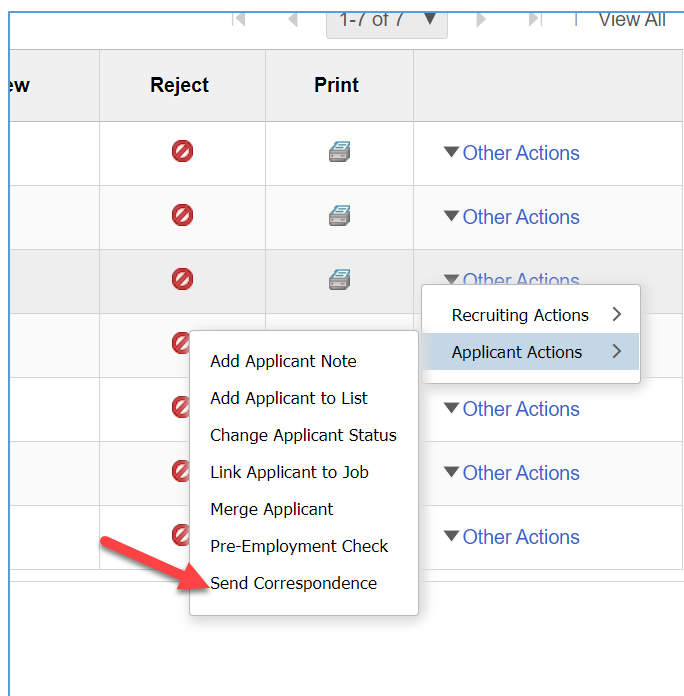 1-7 of 7
View All
ew
Reject
Print
Other Actions
Other Actions
Other Actions
Recruiting Actions
Applicant Actions
Add Applicant Note
Add Applicant to List
Change Applicant Status
Link Applicant to Job
Merge Applicant
Pre-Employment Check
Send Correspondence
Other Actions
Other Actions
Other Actions